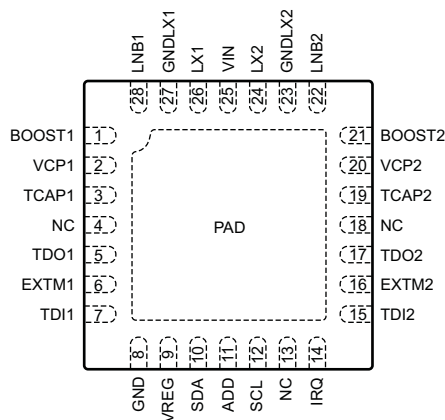 LNB1
GNDLX1
LX1
VIN
LX2
GNDLX2
LNB2
28
27
26
25
24
23
22
BOOST1 1
VCP1 2
TCAP1 3
NC 4
TDO1 5
EXTM1 6
TDI1 7
PAD
21 BOOST2
20 VCP2
19 TCAP2
18 NC
17 TDO2
16 EXTM2
15 TDI2
8
9
10
11
12
13
14
GND
VREG
SDA
ADD
SCL
NC
IRQ